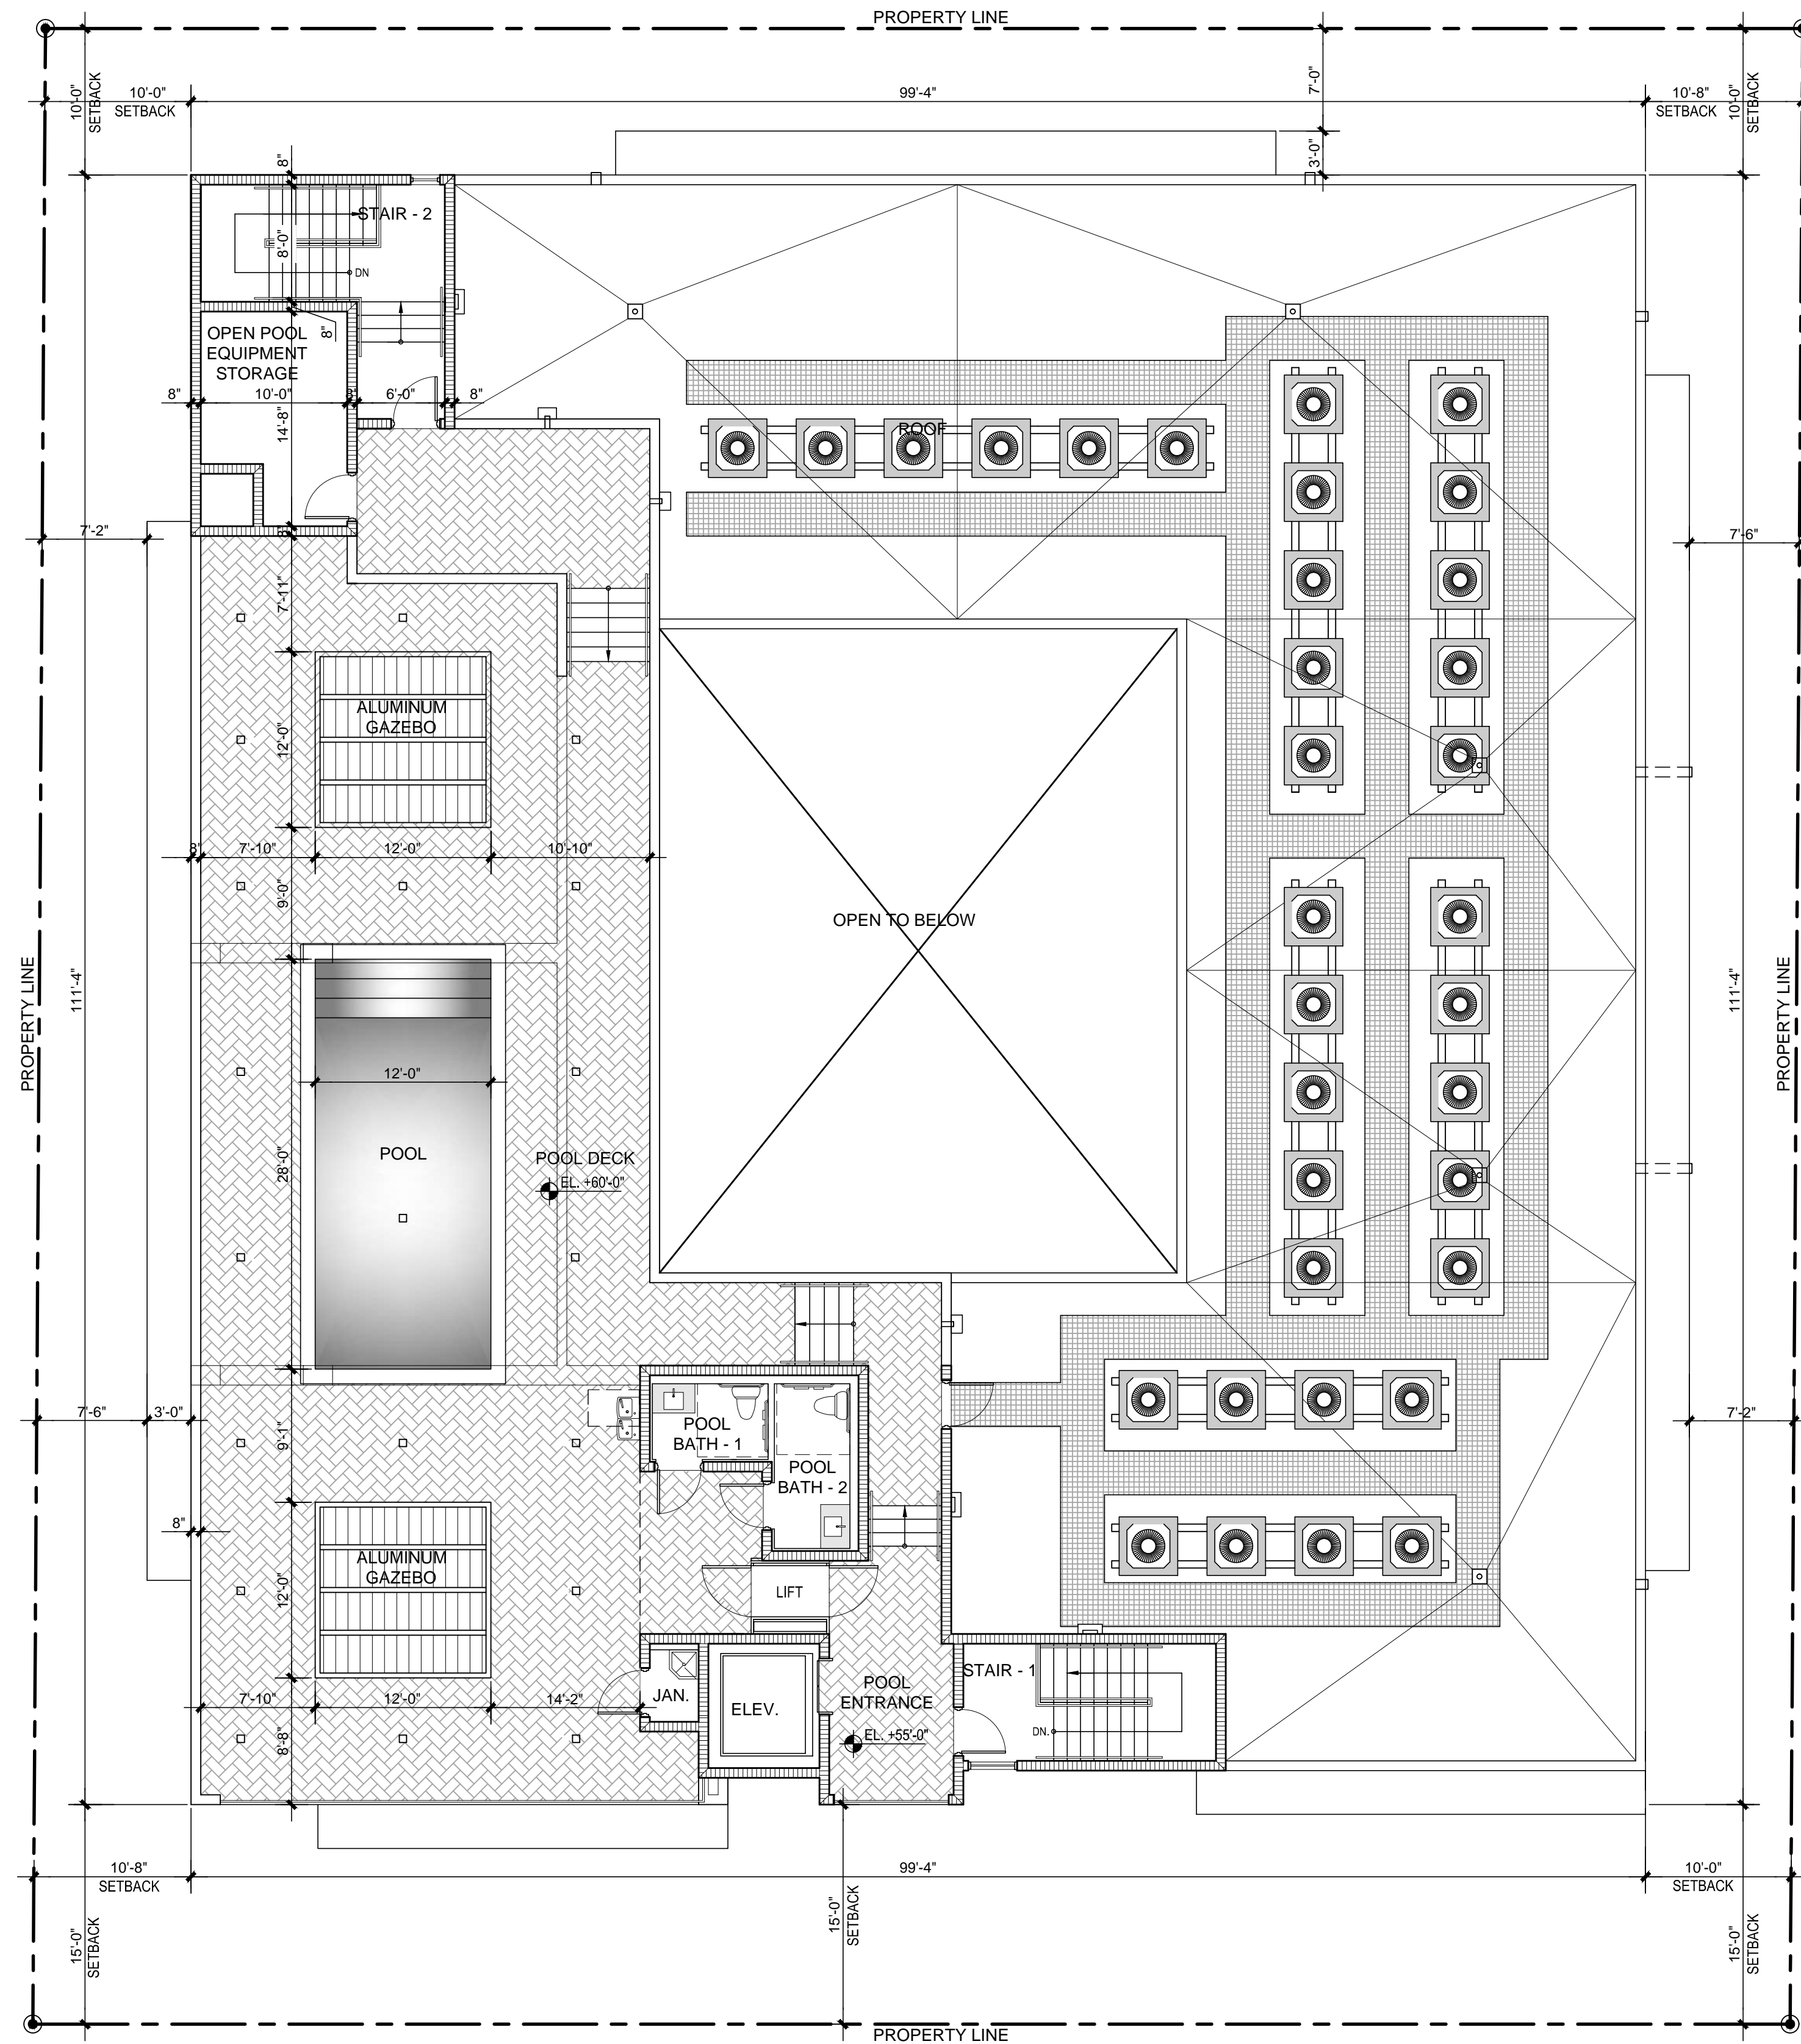 PROPERTY LINE
10'-0"
SETBACK
10'-0"
SETBACK
99'-4"
7'-0"
10'-8"
SETBACK
10'-0"
SETBACK
3'-0"
8"
STAIR - 2
8'-0"
DN
8"
OPEN POOL
EQUIPMENT
STORAGE
8"
10'-0"
8"
6'-0"
8"
14'-8"
ROOF
7'-2"
8"
7'-6"
7'-11"
ALUMINUM
GAZEBO
12'-0"
8"
7'-10"
12'-0"
10'-10"
9'-0"
OPEN TO BELOW
PROPERTY LINE
111'-4"
111'-4"
PROPERTY LINE
12'-0"
POOL
28'-0"
POOL DECK
EL. +60'-0"
7'-6"
3'-0"
9'-1"
POOL
BATH - 1
POOL
BATH - 2
7'-2"
8"
ALUMINUM
GAZEBO
12'-0"
LIFT
7'-10"
12'-0"
14'-2"
JAN.
ELEV.
POOL
ENTRANCE
STAIR - 1
DN.
EL. +55'-0"
8'-8"
10'-8"
SETBACK
99'-4"
10'-0"
SETBACK
15'-0"
SETBACK
15'-0"
SETBACK
15'-0"
SETBACK
PROPERTY LINE